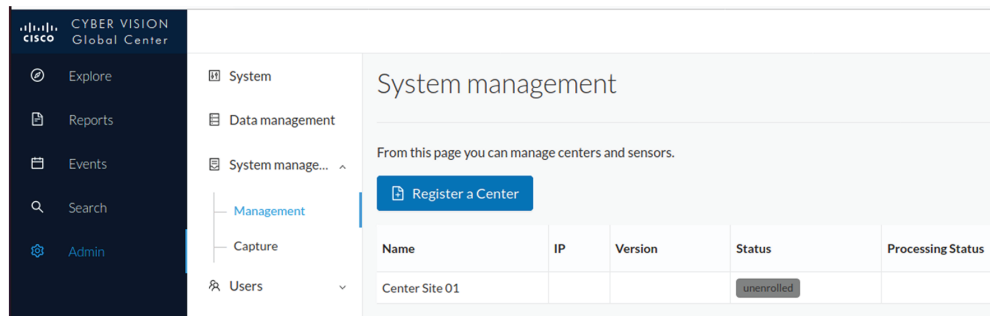 CISCO
CYBER VISION
Global Center
Explore
Reports
Events
Search
Admin
System
Data management
System manage...
Management
Capture
Users
System management
From this page you can manage centers and sensors.
Register a Center
Name IP Version Status Processing Status
Center Site 01 unenrolled